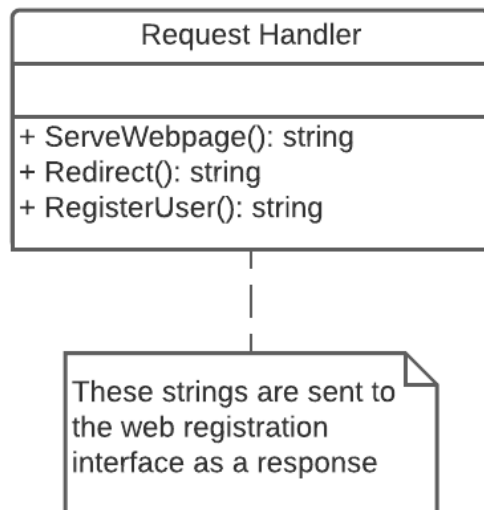 Request Handler
+ ServeWebpage(): string
+ Redirect(): string
+ RegisterUser(): string
These strings are sent to
the web registration
interface as a response